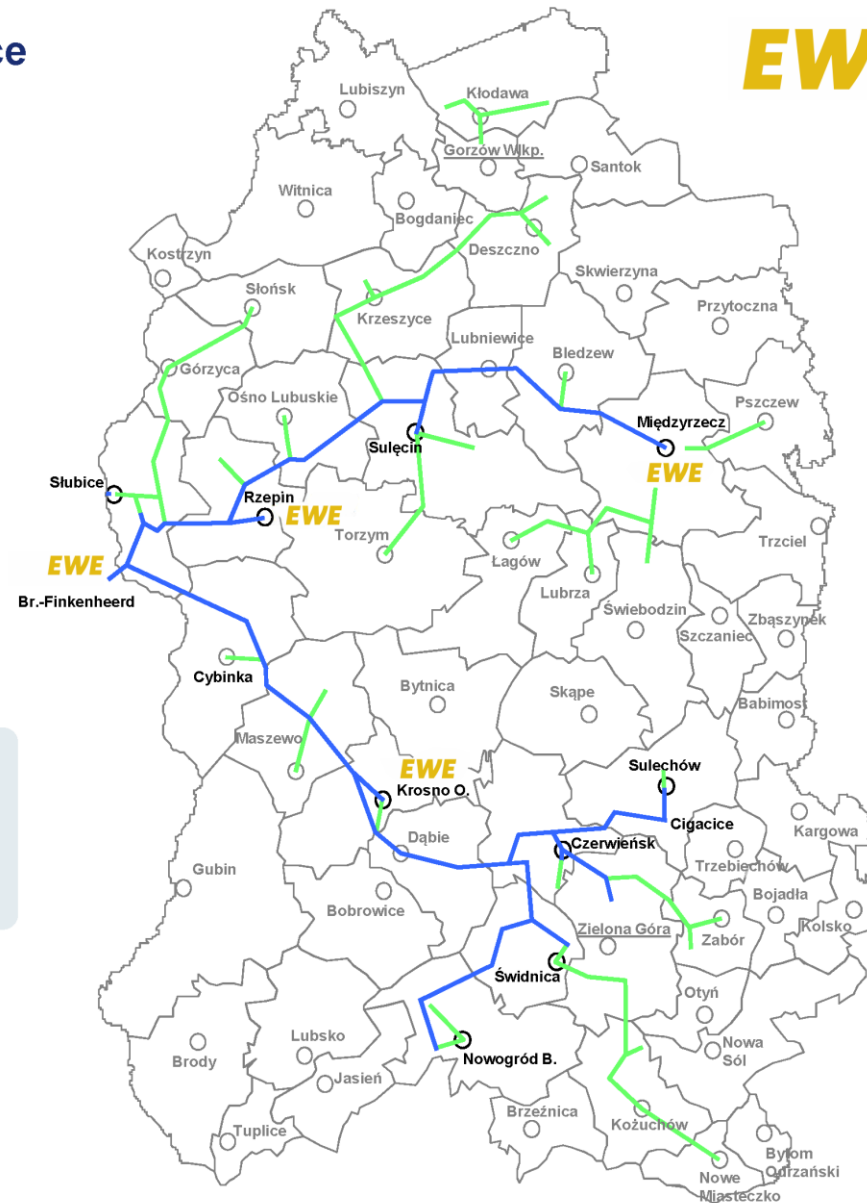 EW
Lubiszyn
Kłodawa
Gorzów Wlkp.
Santok
Witnica
Bogdaniec
Deszczno
Kostrzyn
Skwierzyna
Słońsk
Krzeszyce
Przytoczna
Lubniewice
Bledzew
Górzyca
Ośno Lubuskie
Pszczew
Międzyrzecz
Sulęcin
EWE
Słubice
Rzepin
EWE
Torzym
Trzciel
Łagów
EWE
Lubrza
Br.-Finkenheerd
Świebodzin
Szczaniec
Zbąszynek
Cybinka
Bytnica
Skąpe
Babimost
Maszewo
EWE
Sulechów
Krosno O.
Cigacice
Kargowa
Dąbie
Czerwieńsk
Trzebiechów
Gubin
Bobrowice
Bojadła
Kolsko
Zielona Góra
Zabór
Świdnica
Otyń
Brody
Lubsko
Nowogród B.
Nowa
Sól
Jasień
Brzeźnica
Kożuchów
Tuplice
Bytom
Odrzański
Nowe
Miasteczko